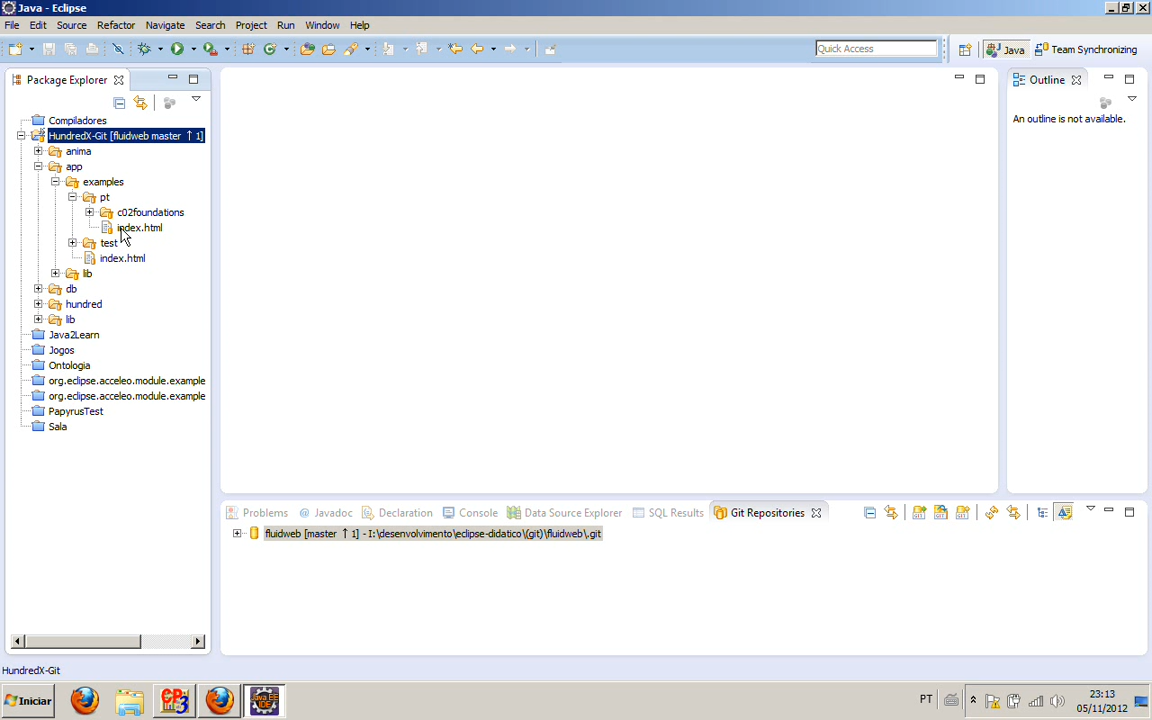 Java - Eclipse
File Edit Source Refactor Navigate Search Project Run Window Help
Quick Access
Java
Team Synchronizing
Package Explorer
Compiladores
HundredX-Git [fluidweb master ↑ 1]
anima
app
examples
pt
c02foundations
index.html
test
index.html
lib
db
hundred
lib
Java2Learn
Jogos
Ontologia
org.eclipse.acceleo.module.example
org.eclipse.acceleo.module.example
PapyrusTest
Sala
Outline
An outline is not available.
Problems Javadoc Declaration Console Data Source Explorer SQL Results Git Repositories
fluidweb [master ↑ 1] - I:\desenvolvimento\eclipse-didatico\(git)\fluidweb\.git
HundredX-Git
Iniciar
PT
23:13
05/11/2012